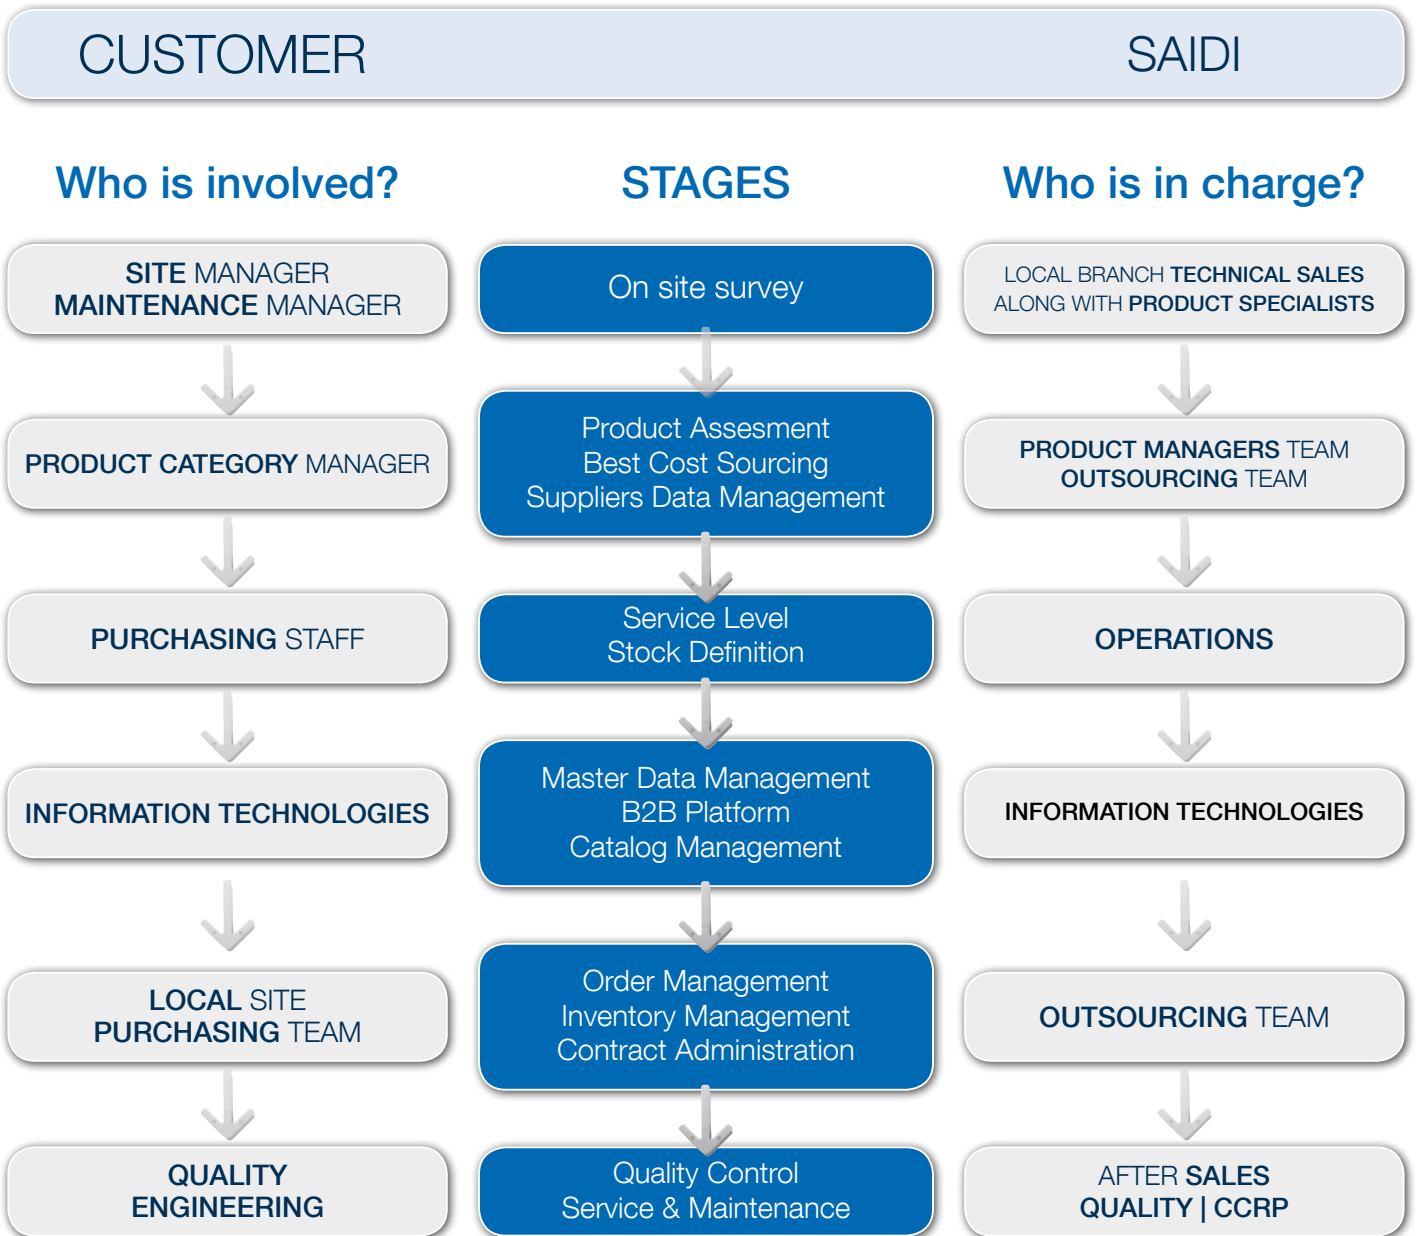 CUSTOMER
SAIDI
Who is involved?
STAGES
Who is in charge?
SITE MANAGER
MAINTENANCE MANAGER
On site survey
LOCAL BRANCH TECHNICAL SALES
ALONG WITH PRODUCT SPECIALISTS
PRODUCT CATEGORY MANAGER
Product Assesment
Best Cost Sourcing
Suppliers Data Management
PRODUCT MANAGERS TEAM
OUTSOURCING TEAM
PURCHASING STAFF
Service Level
Stock Definition
OPERATIONS
INFORMATION TECHNOLOGIES
Master Data Management
B2B Platform
Catalog Management
INFORMATION TECHNOLOGIES
LOCAL SITE
PURCHASING TEAM
Order Management
Inventory Management
Contract Administration
OUTSOURCING TEAM
QUALITY
ENGINEERING
Quality Control
Service & Maintenance
AFTER SALES
QUALITY | CCRP